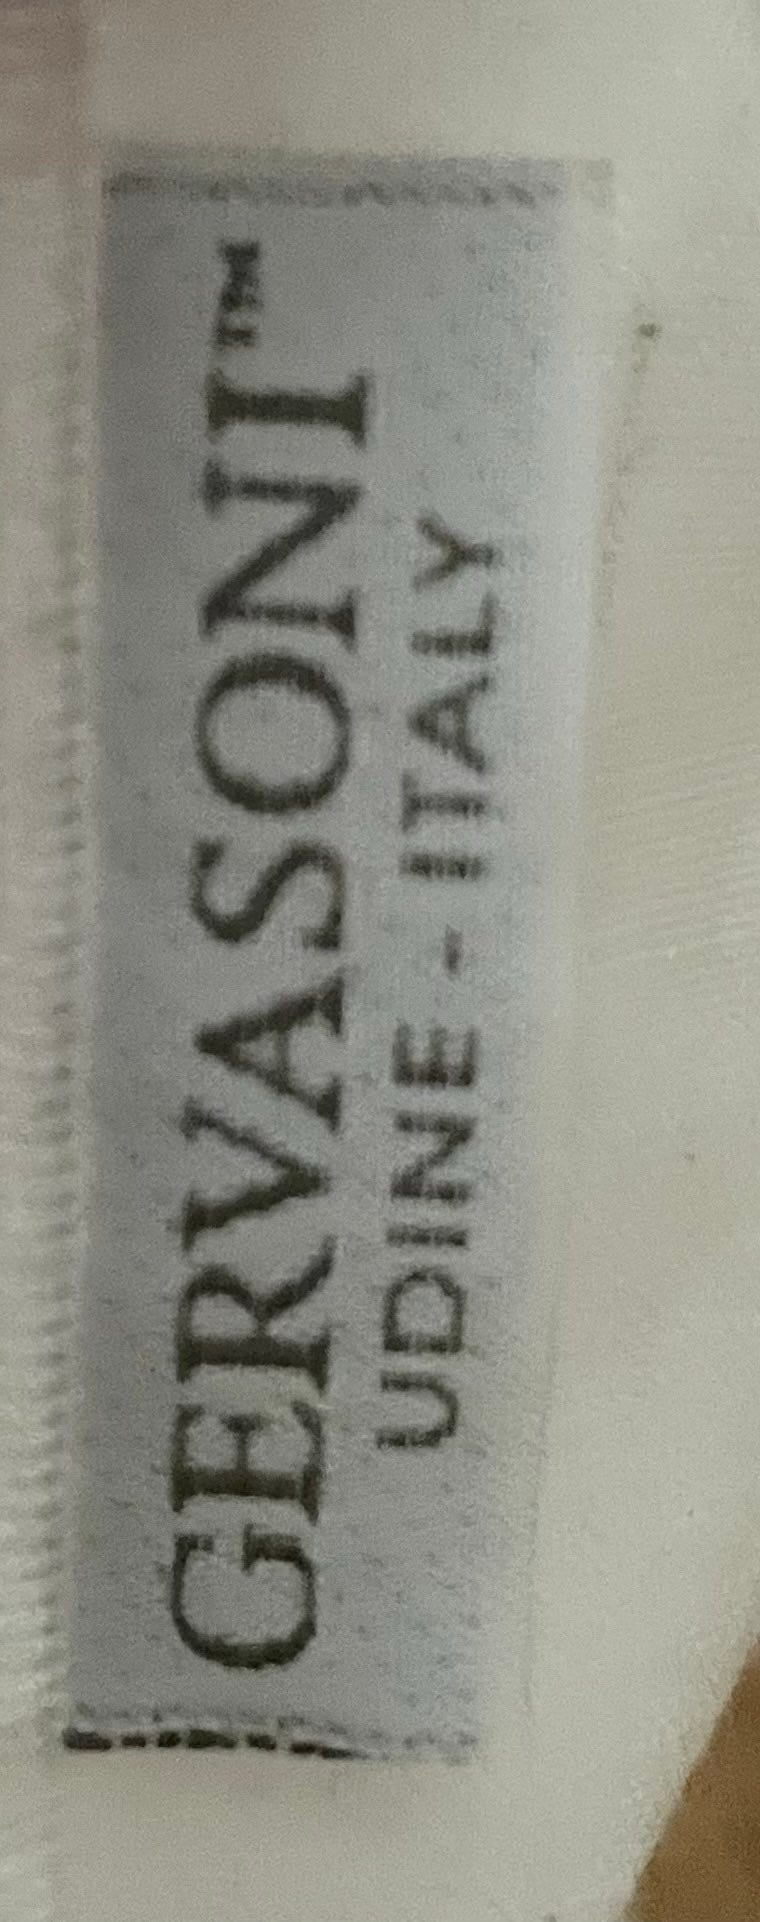 GERVASONI™
UDINE - ITALY